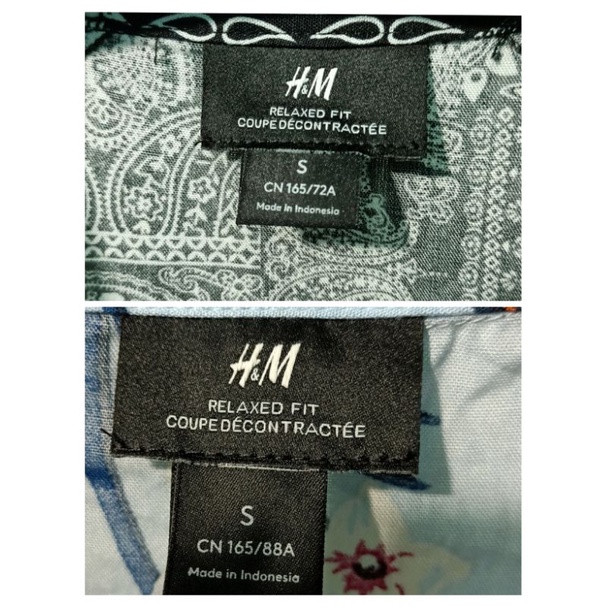 H&M
RELAXED FIT
COUPE DÉCONTRACTÉE
S
CN 165/72A
Made in Indonesia
H&M
RELAXED FIT
COUPE DÉCONTRACTÉE
S
CN 165/88A
Made in Indonesia